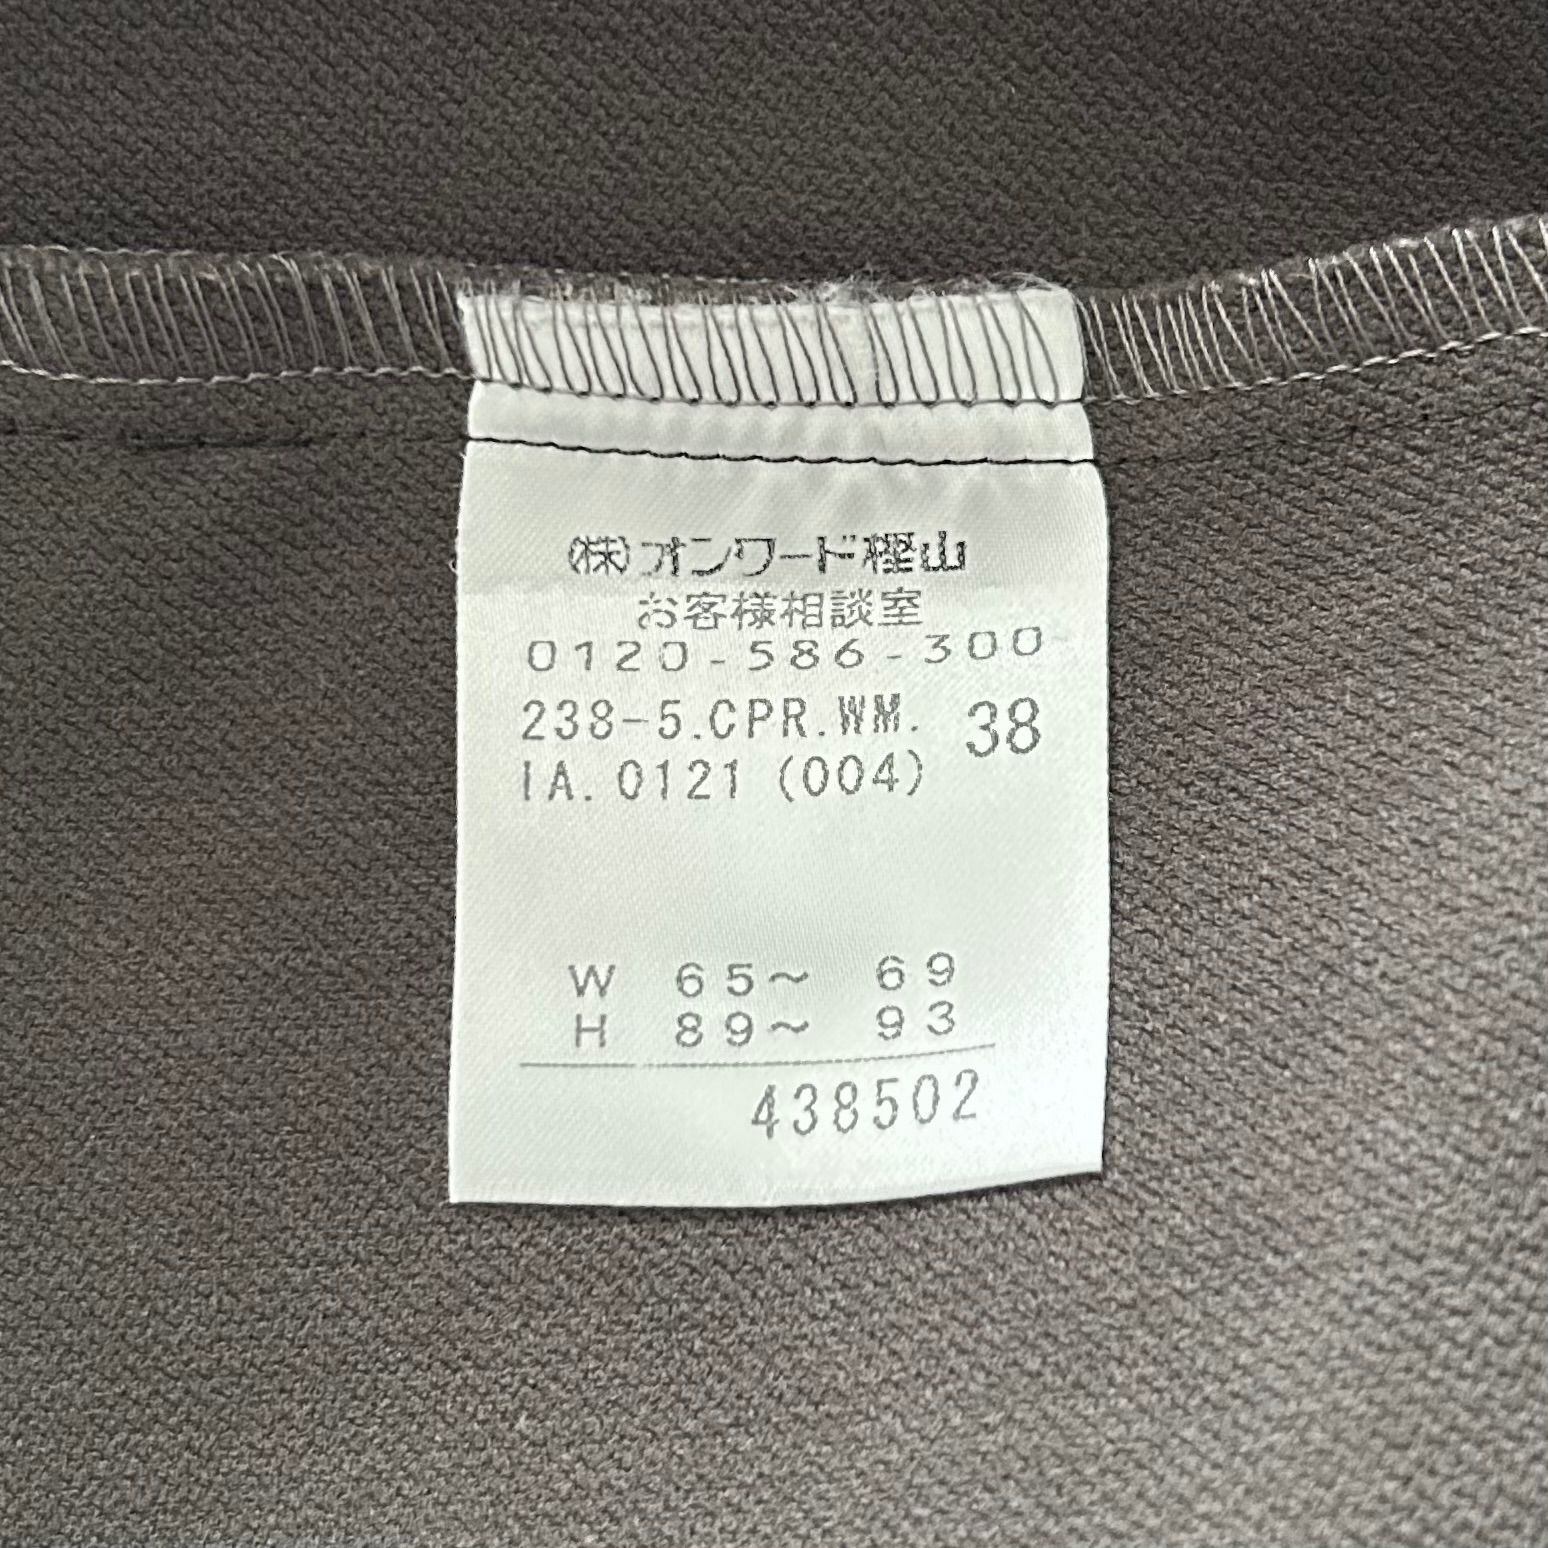 (株)オンワード樫山
お客様相談室
0120-586-300
238-5.CPR.WM. 38
IA.0121 (004)
W 65~ 69
H 89~ 93
438502